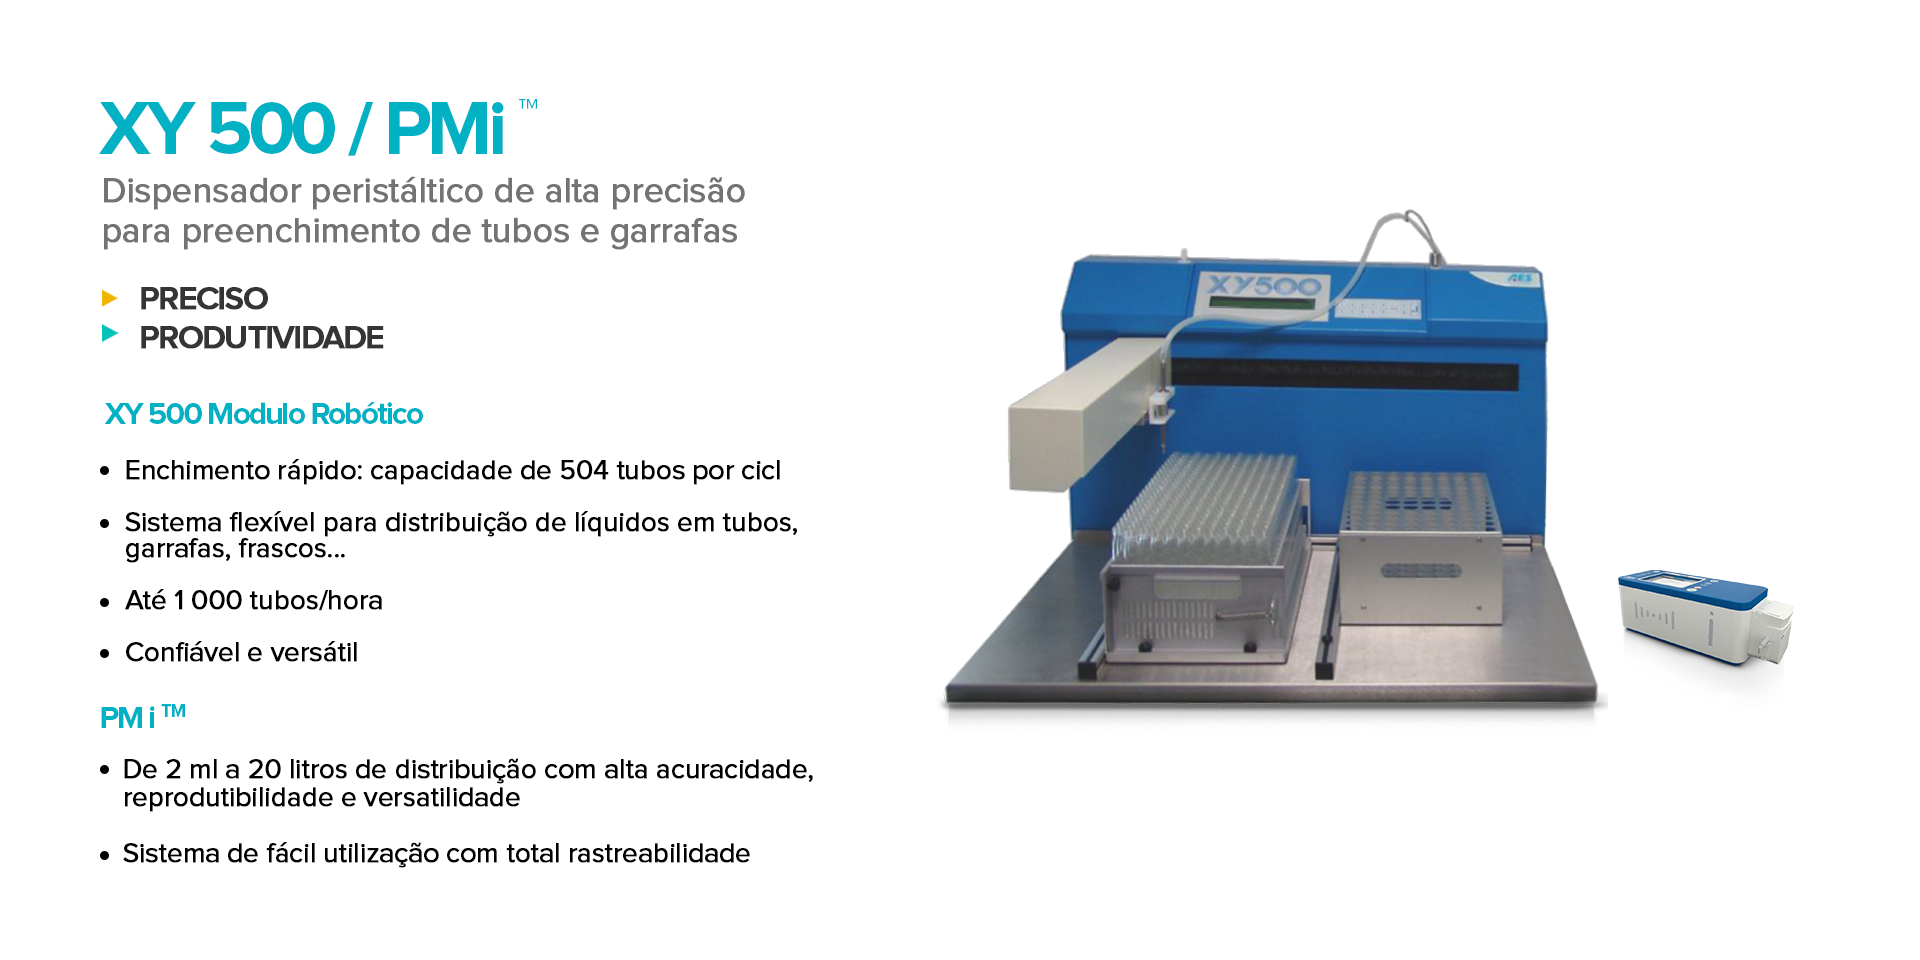 XY 500 / PMi ™
Dispensador peristáltico de alta precisão
para preenchimento de tubos e garrafas
PRECISO
PRODUTIVIDADE
XY 500 Modulo Robótico
• Enchimento rápido: capacidade de 504 tubos por cicl
• Sistema flexível para distribuição de líquidos em tubos,
garrafas, frascos...
• Até 1 000 tubos/hora
• Confiável e versátil
PM i ™
• De 2 ml a 20 litros de distribuição com alta acuracidade,
reprodutibilidade e versatilidade
• Sistema de fácil utilização com total rastreabilidade
XY500
AES